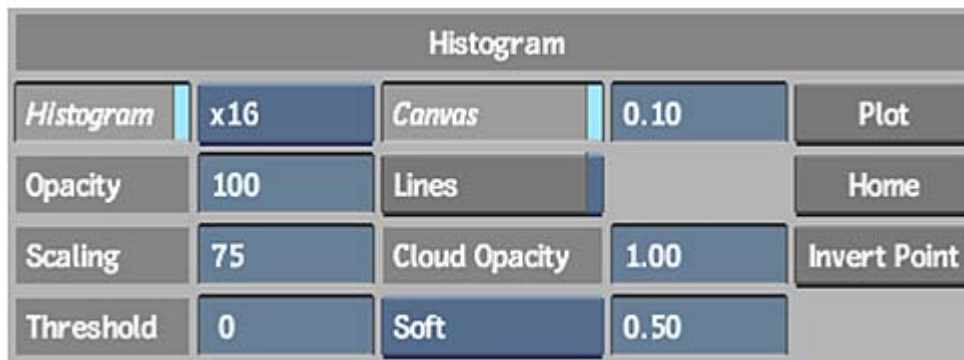 Histogram
Histogram x16 Canvas 0.10 Plot
Opacity 100 Lines Home
Scaling 75 Cloud Opacity 1.00 Invert Point
Threshold 0 Soft 0.50